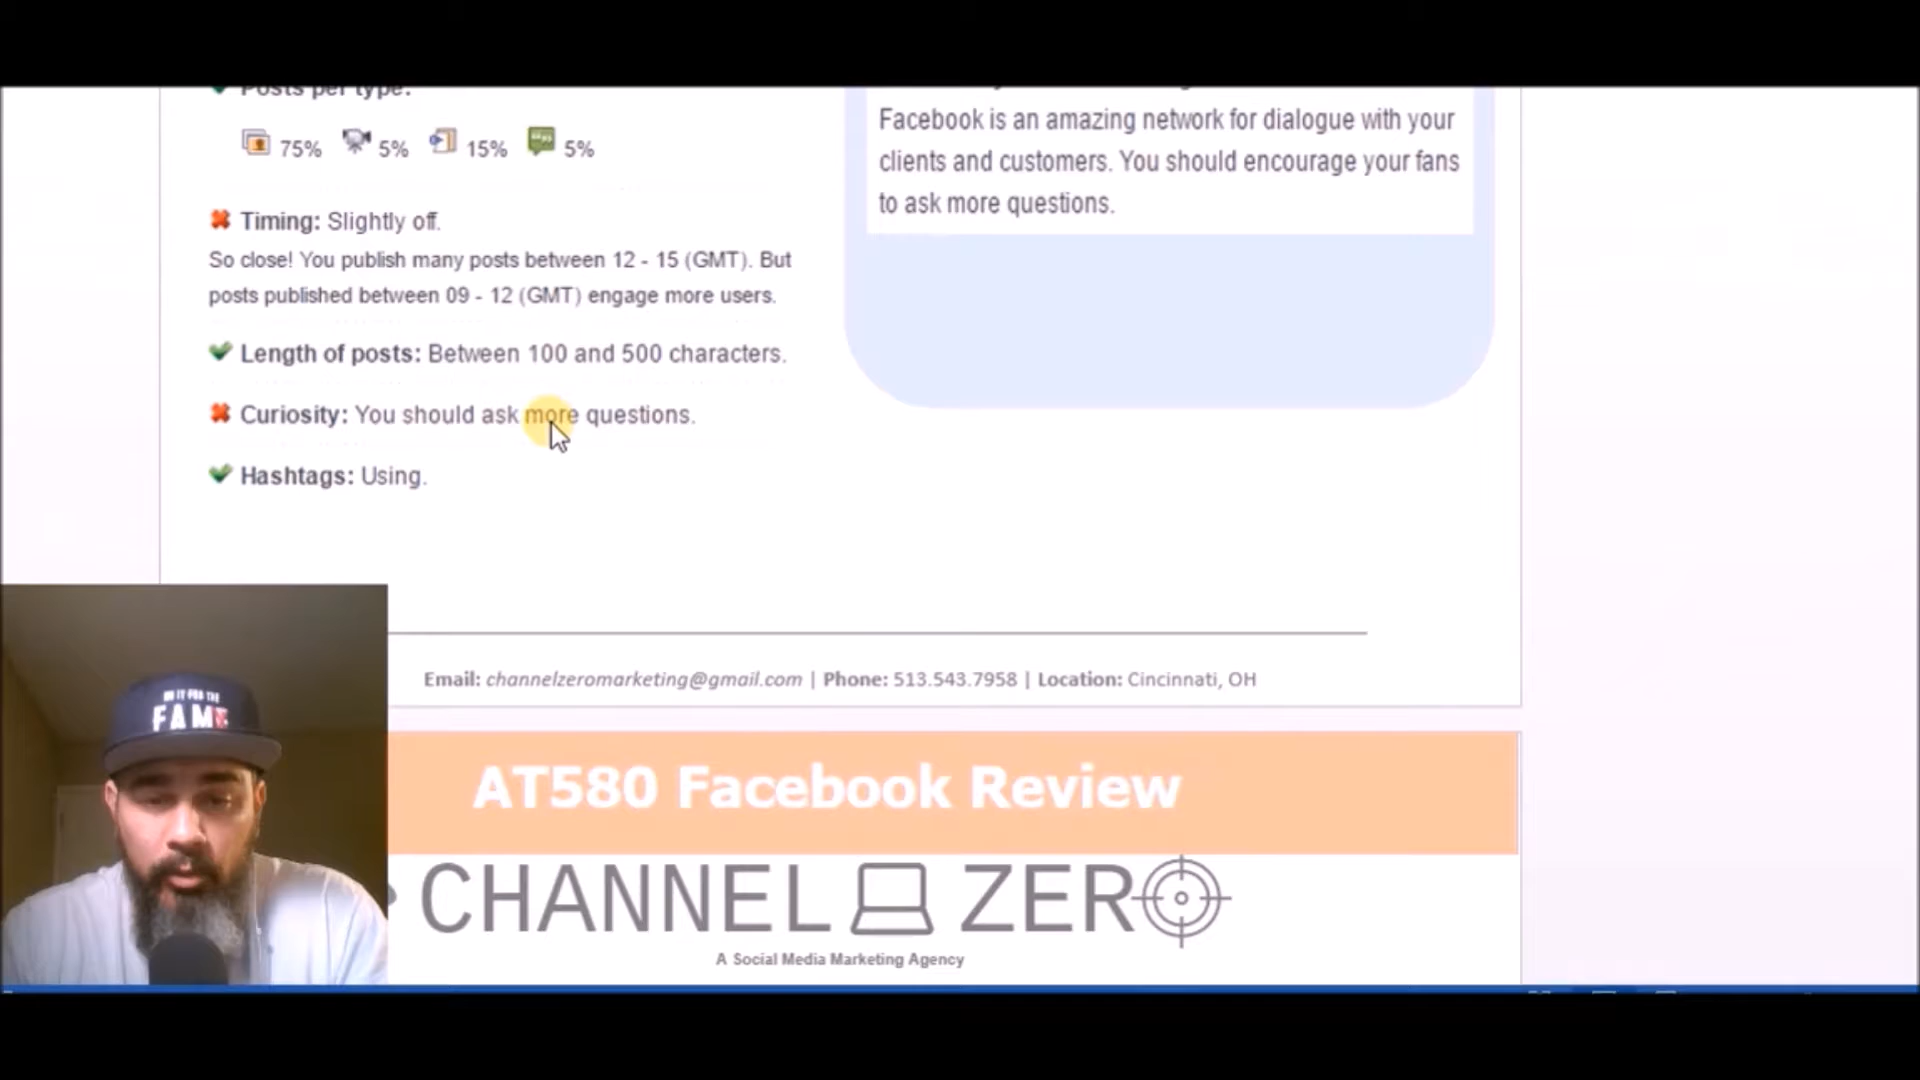 Posts per type:
75% 5% 15% 5%
Timing: Slightly off.
So close! You publish many posts between 12 - 15 (GMT). But
posts published between 09 - 12 (GMT) engage more users.
Length of posts: Between 100 and 500 characters.
Curiosity: You should ask more questions.
Hashtags: Using.
Facebook is an amazing network for dialogue with your
clients and customers. You should encourage your fans
to ask more questions.
Email: channelzeromarketing@gmail.com | Phone: 513.543.7958 | Location: Cincinnati, OH
AT580 Facebook Review
CHANNEL ZERO
A Social Media Marketing Agency
FAME